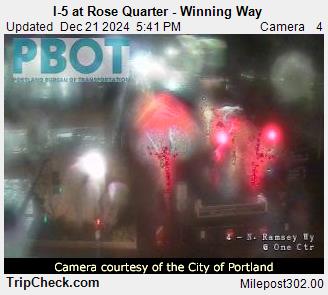 I-5 at Rose Quarter - Winning Way
Updated Dec 21 2024 5:41 PM Camera 4
PBOT
PORTLAND BUREAU OF TRANSPORTATION
4 - N. Ramsey Wy
@ One Ctr
Camera courtesy of the City of Portland
TripCheck.com Milepost302.00